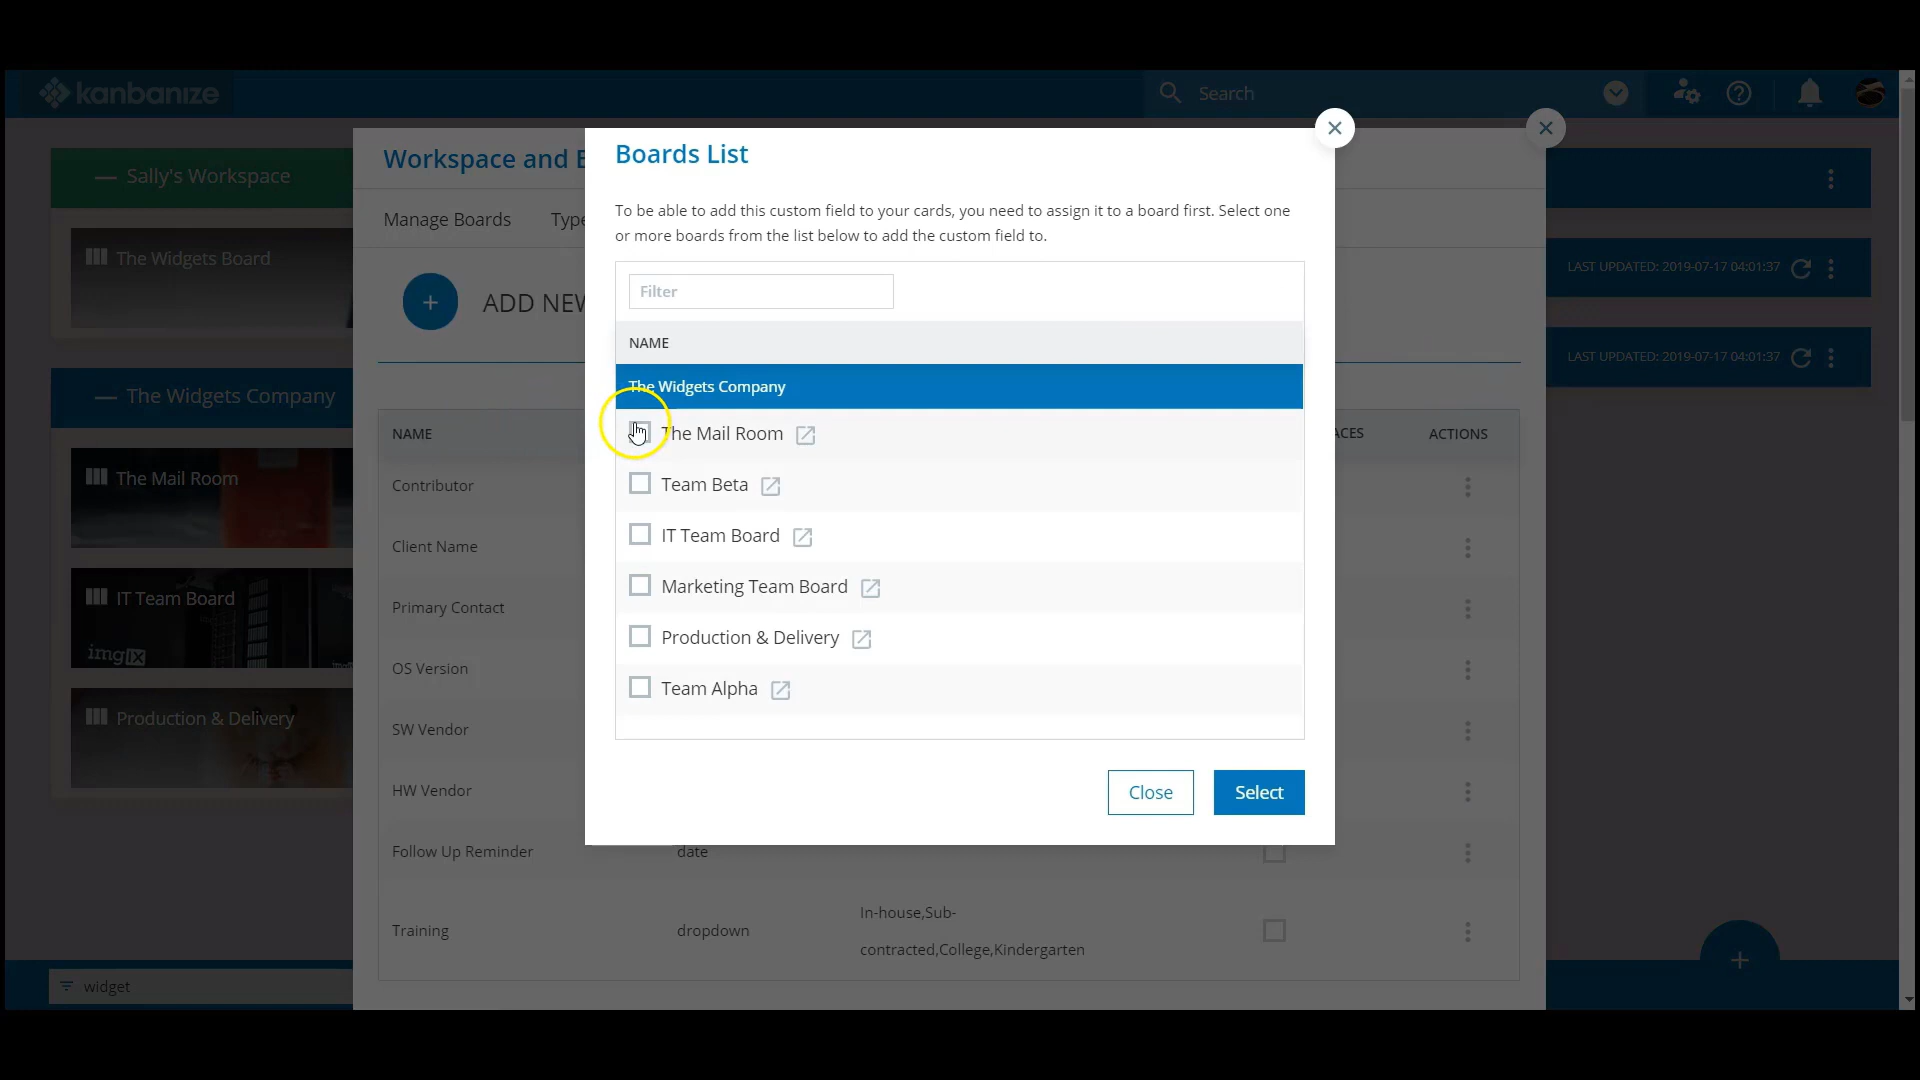 kanbanize
Search
Sally's Workspace
The Widgets Board
The Widgets Company
The Mail Room
IT Team Board
imgix
Production & Delivery
widget
Workspace and B
Manage Boards
Type
ADD NEW
NAME
ACES
ACTIONS
Contributor
Client Name
Primary Contact
OS Version
SW Vendor
HW Vendor
Follow Up Reminder
date
Training
dropdown
In-house,Sub-
contracted,College,Kindergarten
LAST UPDATED: 2019-07-17 04:01:37
LAST UPDATED: 2019-07-17 04:01:37
Boards List
To be able to add this custom field to your cards, you need to assign it to a board first. Select one
or more boards from the list below to add the custom field to.
Filter
NAME
The Widgets Company
The Mail Room
Team Beta
IT Team Board
Marketing Team Board
Production & Delivery
Team Alpha
Close
Select